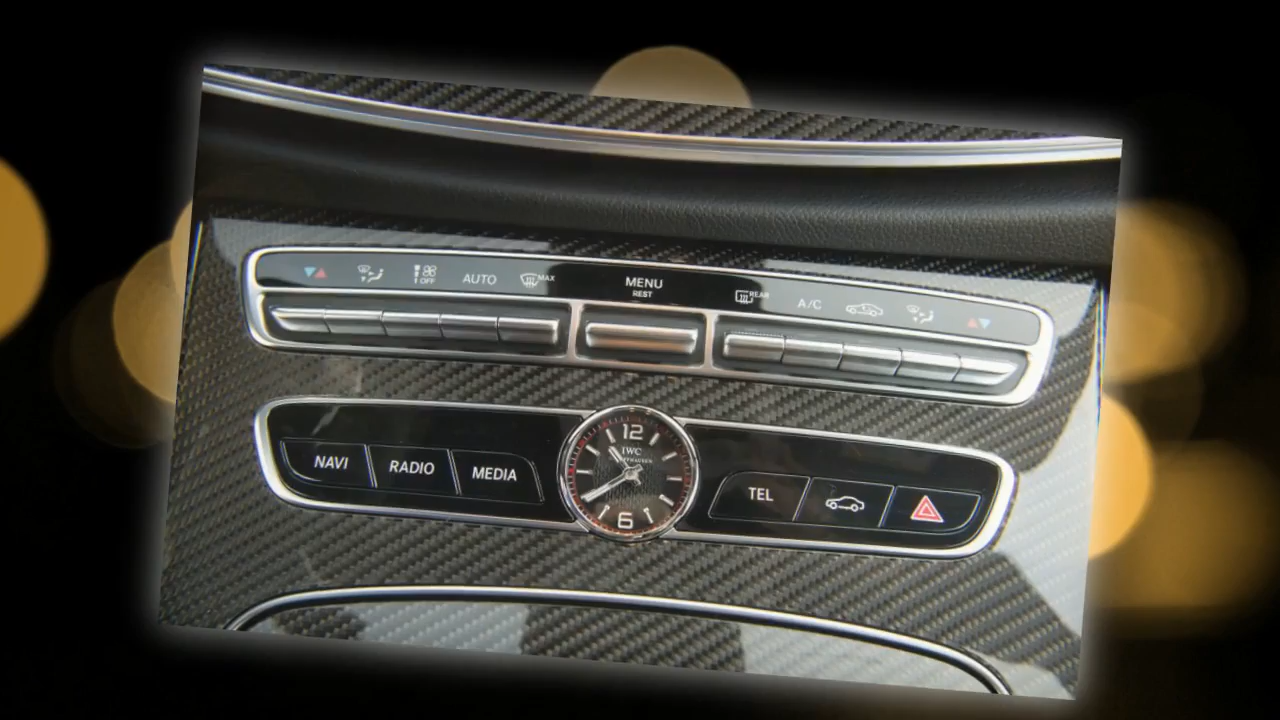 OFF
AUTO
MAX
MENU
REST
REAR
A/C
NAVI
RADIO
MEDIA
12
IWC
6
TEL